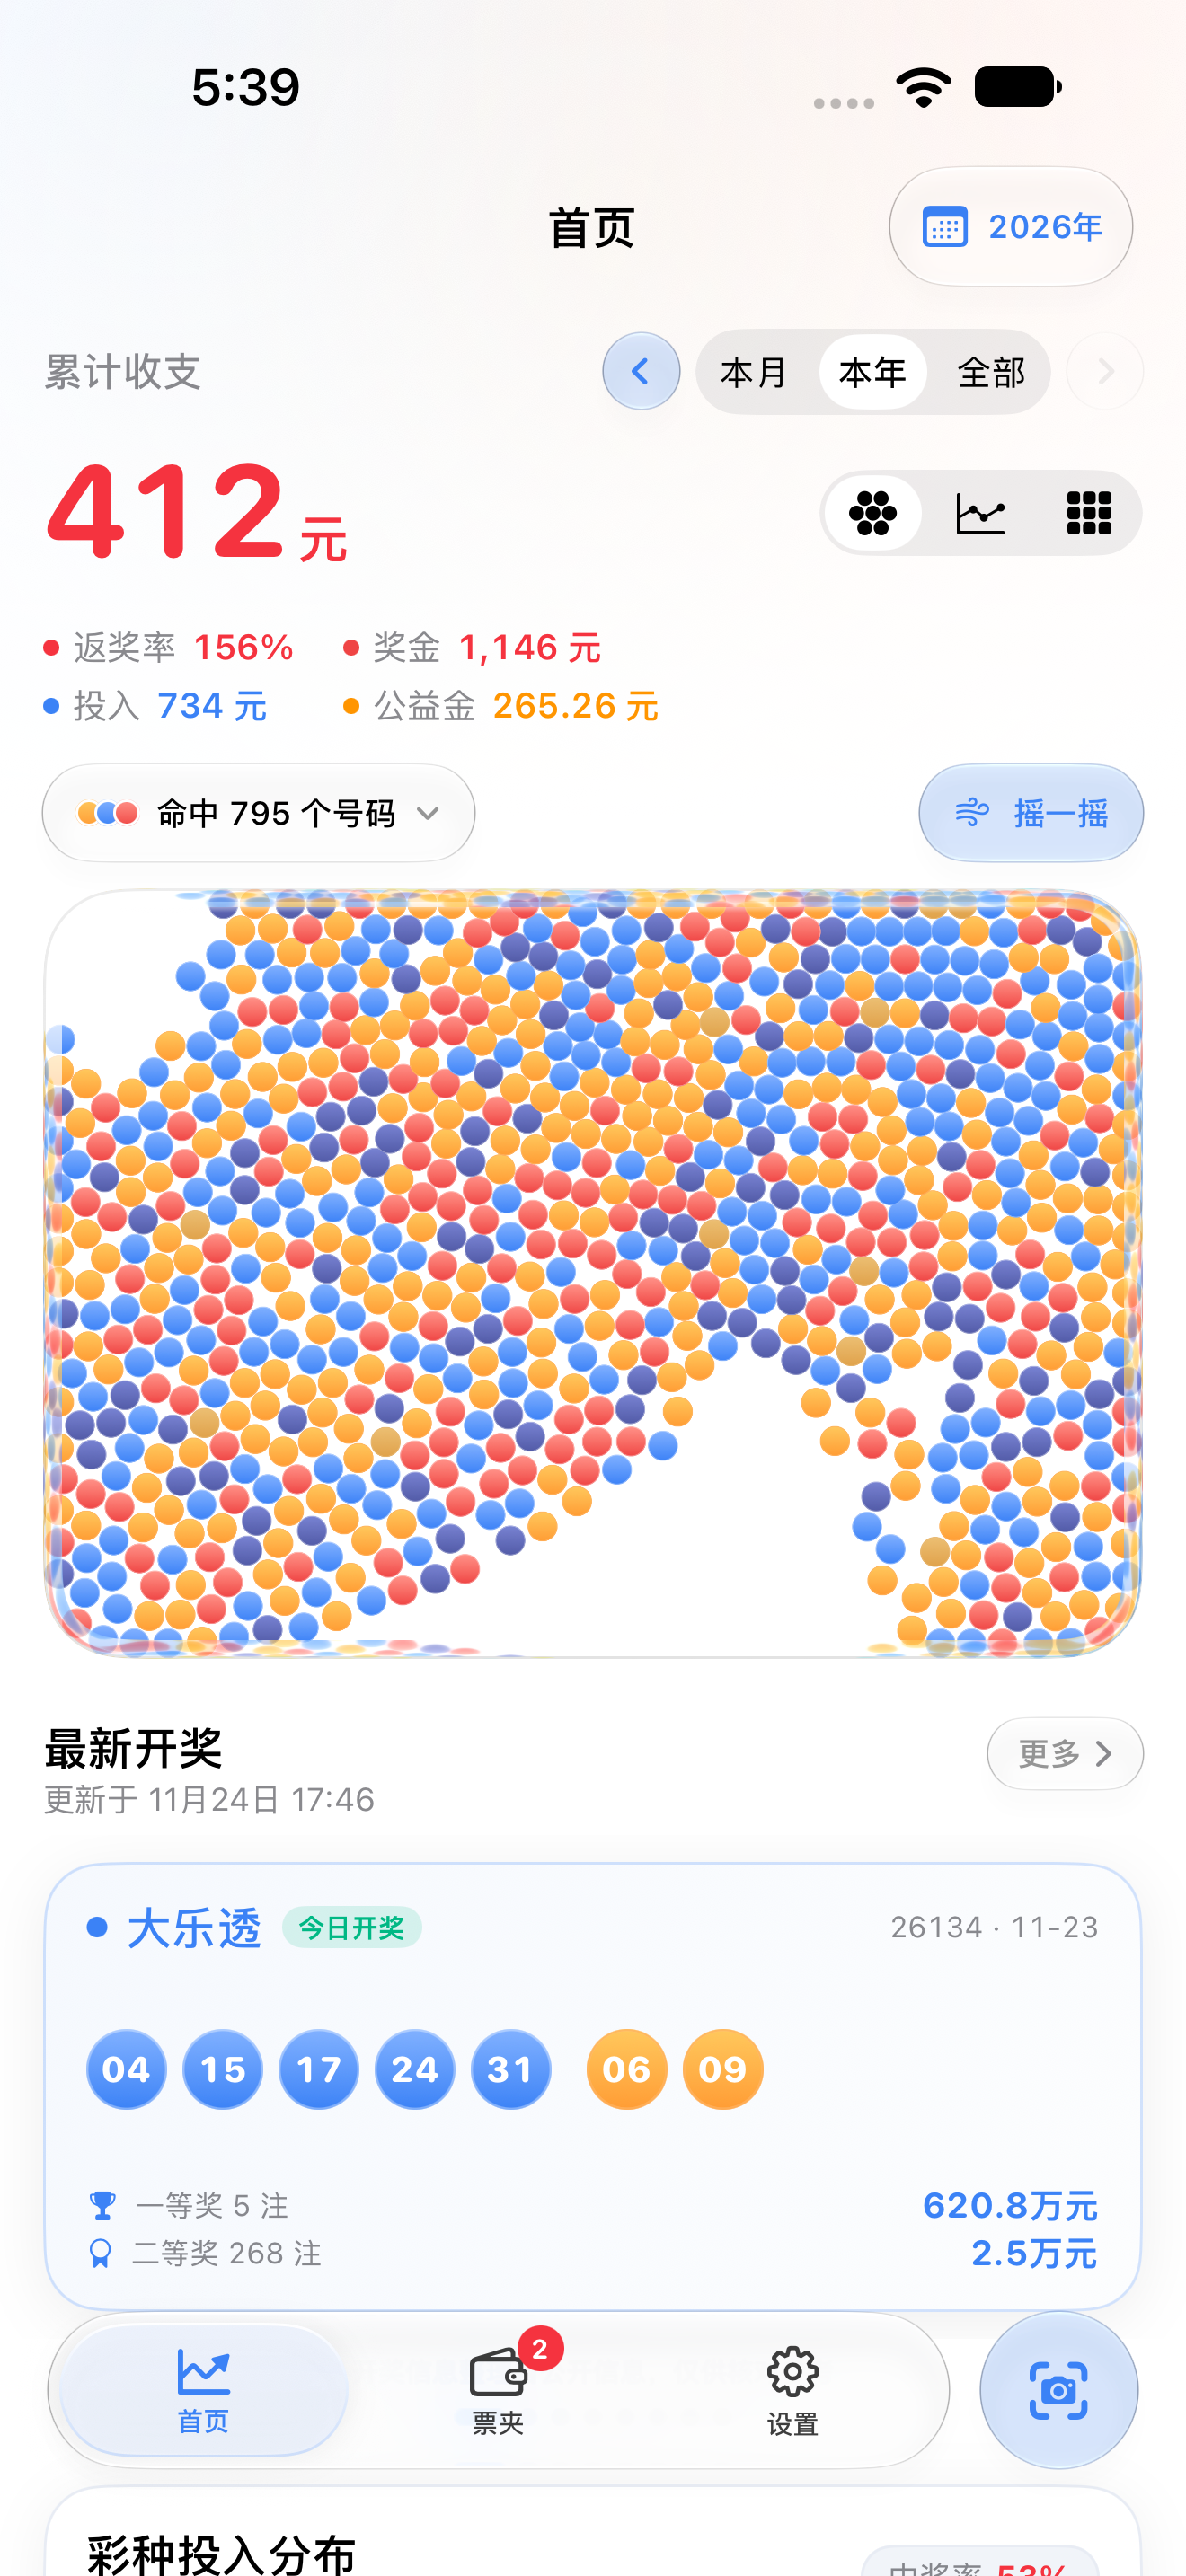 5:39
首页
2026年
累计收支
本月 本年 全部
412元
返奖率 156% 奖金 1,146 元
投入 734 元 公益金 265.26 元
命中 795 个号码
摇一摇
最新开奖
更多
更新于 11月24日 17:46
大乐透 今日开奖 26134 · 11-23
04 15 17 24 31 06 09
一等奖 5 注 620.8万元
二等奖 268 注 2.5万元
2
首页 票夹 设置
彩种投入分布
中奖率 53%